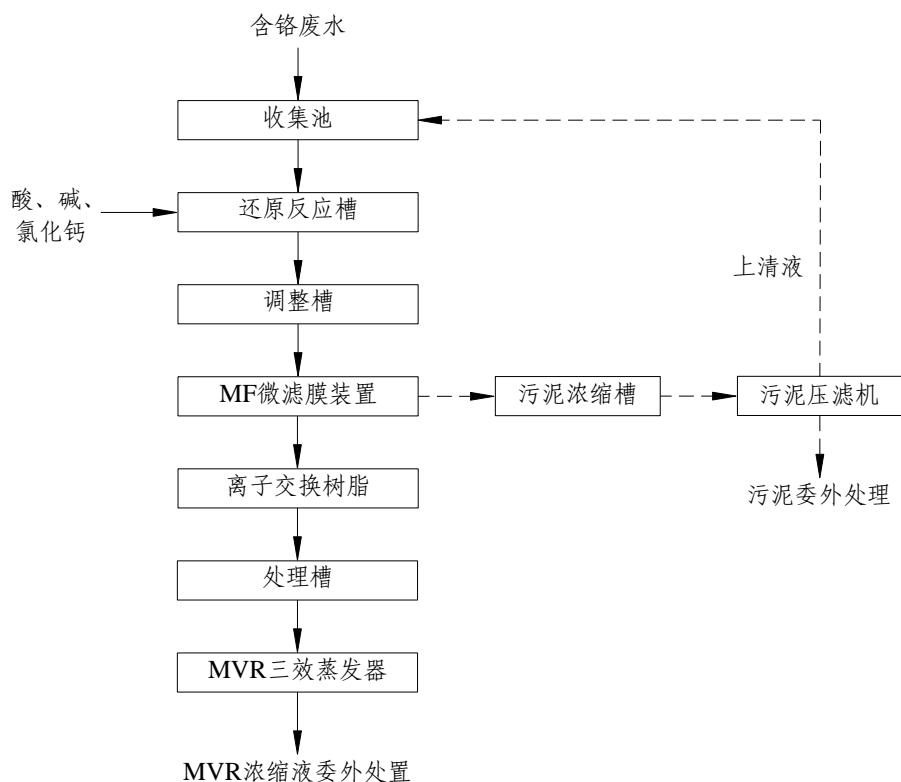 含铬废水
收集池
酸、碱、
氯化钙
还原反应槽
上清液
调整槽
MF微滤膜装置
污泥浓缩槽
污泥压滤机
离子交换树脂
污泥委外处理
处理槽
MVR三效蒸发器
MVR浓缩液委外处置